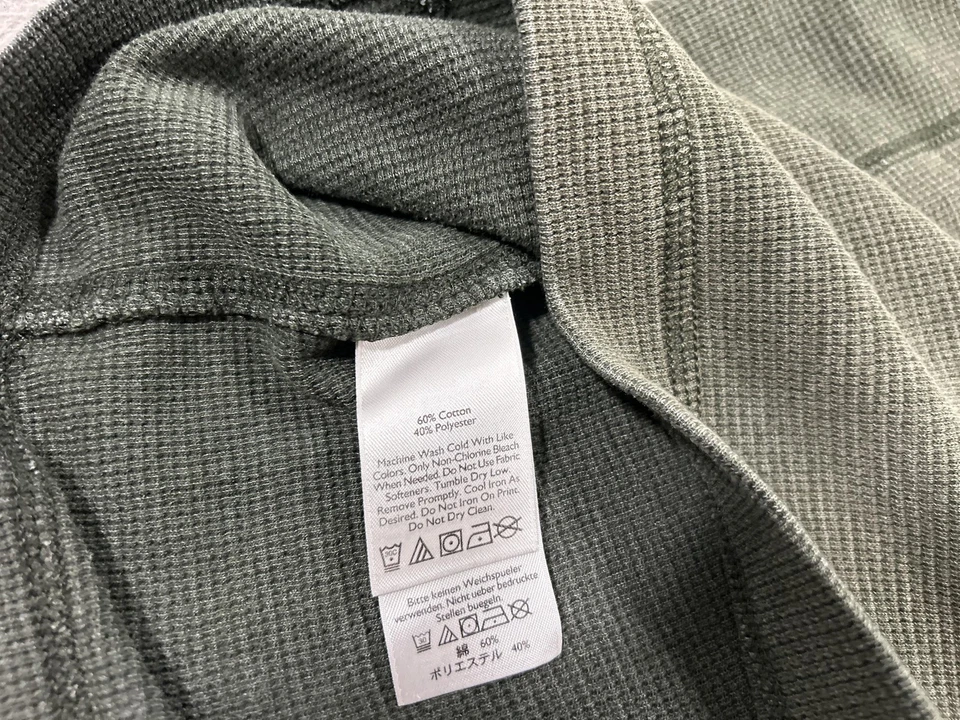 60% Cotton
40% Polyester
Machine Wash Cold With Like
Colors. Only Non-Chlorine Bleach
When Needed. Do Not Use Fabric
Softeners. Tumble Dry Low.
Remove Promptly. Cool Iron As
Desired. Do Not Iron On Print.
Do Not Dry Clean.
Bitte keinen Weichspueler
verwenden. Nicht ueber bedruckte
Stellen buegeln.
綿 60%
ポリエステル 40%